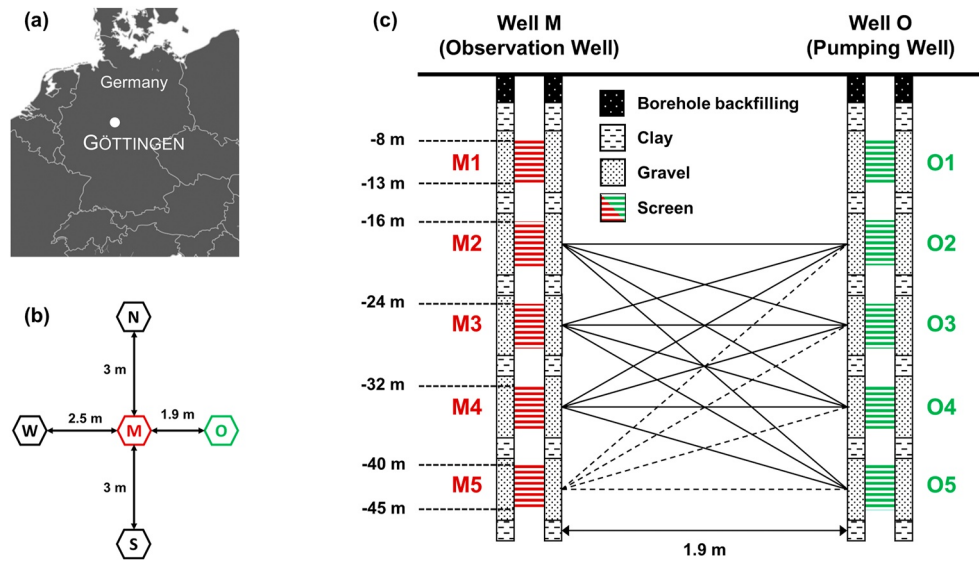 (a)
Germany
GÖTTINGEN
(b)
N
3 m
W
2.5 m
M
1.9 m
O
3 m
S
(c)
Well M
(Observation Well)
Well O
(Pumping Well)
Borehole backfilling
Clay
Gravel
Screen
-8 m
M1
-13 m
-16 m
M2
-24 m
M3
-32 m
M4
-40 m
M5
-45 m
O1
O2
O3
O4
O5
1.9 m